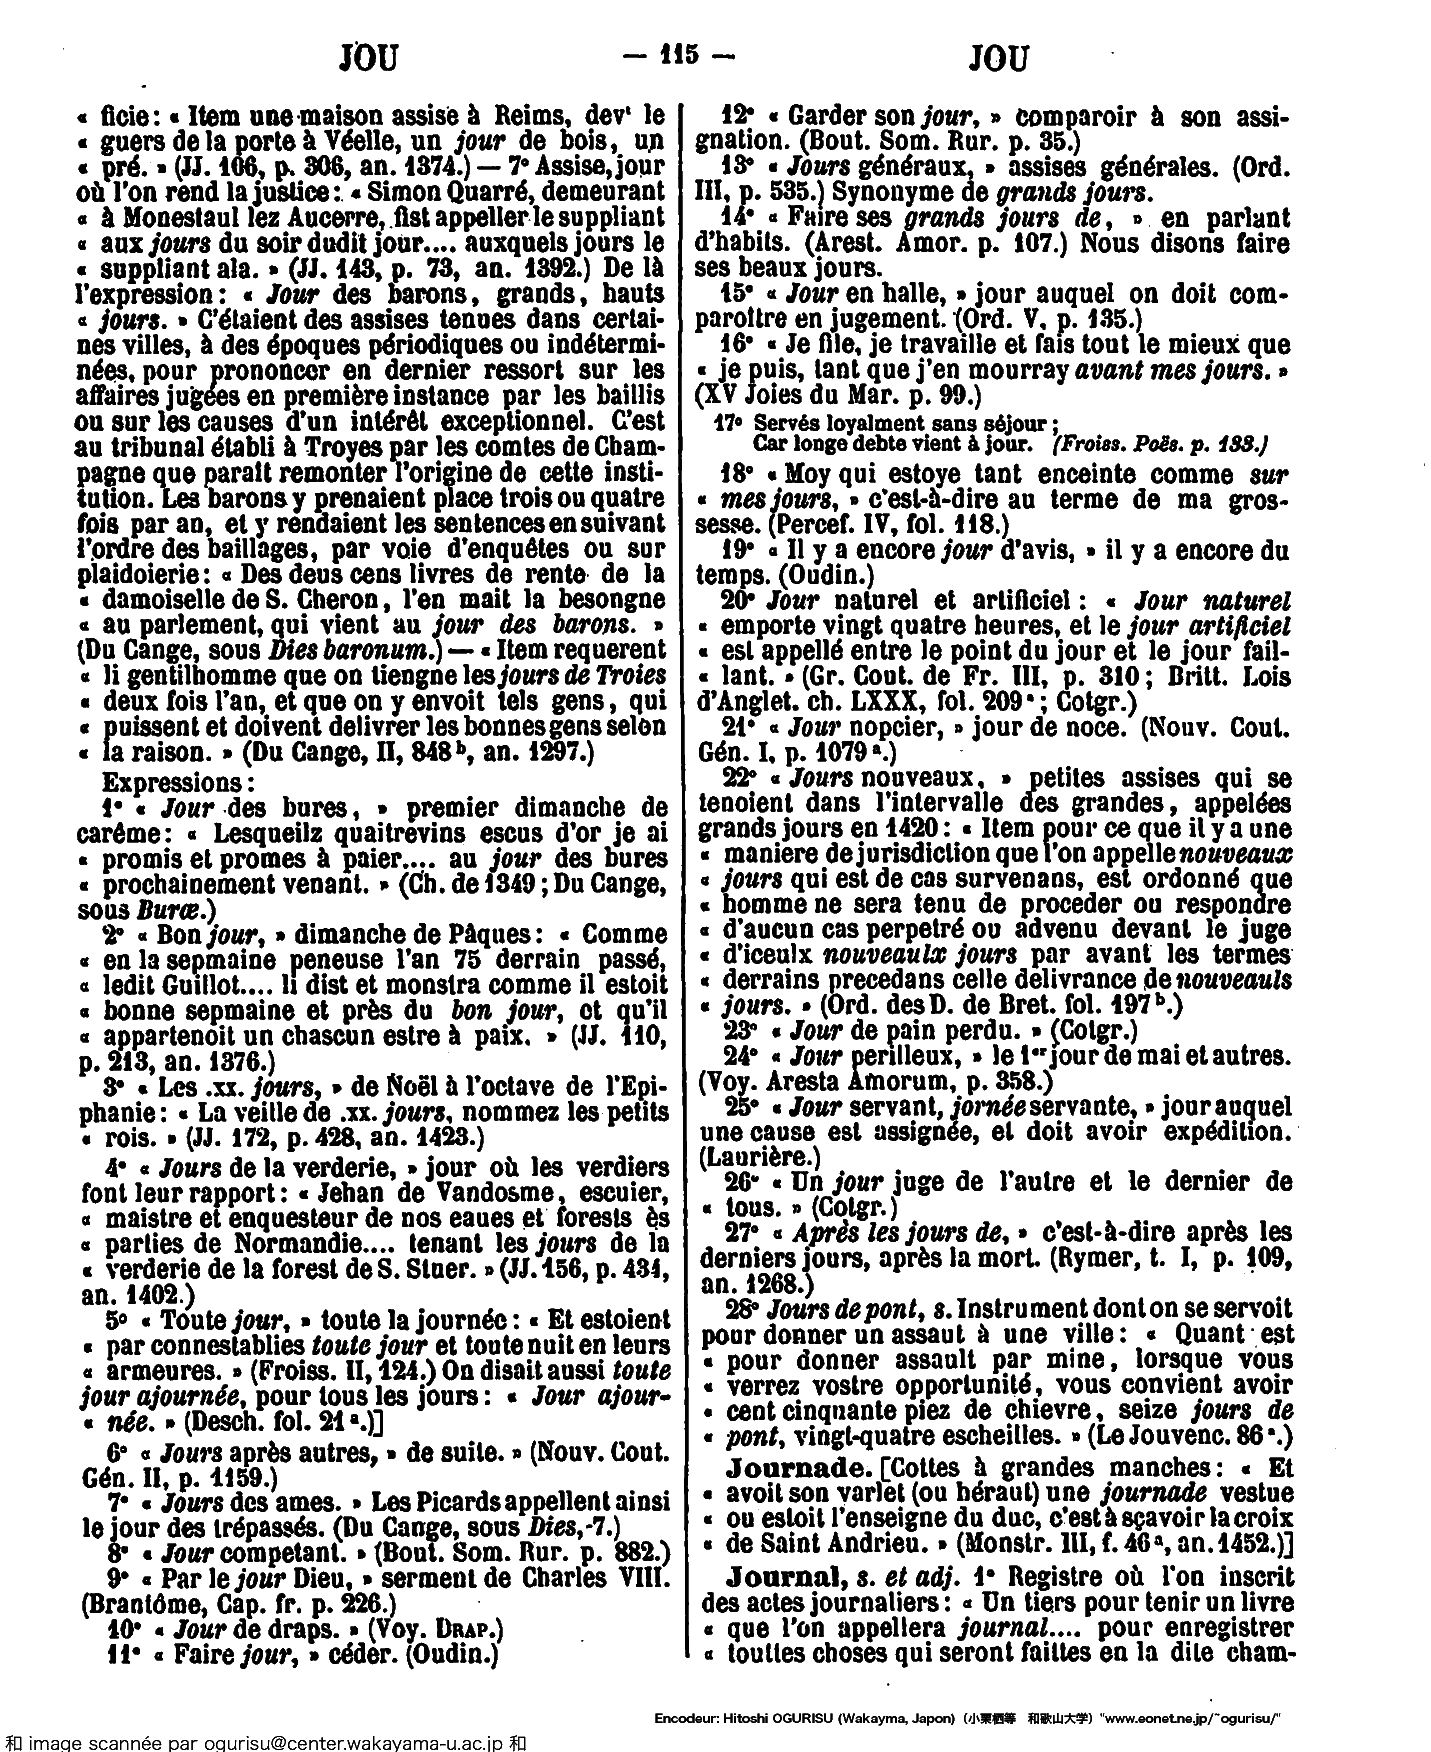 JOU — 115 — JOU
« ficie : « Item une maison assise à Reims, devt le
« guers de la porte à Véelle, un jour de bois, un
« pré. » (JJ. 106, p. 306, an. 1374.) — 7° Assise, jour
où l'on rend la justice : « Simon Quarré, demeurant
« à Monestaul lez Aucerre, fist appeller le suppliant
« aux jours du soir dudit jour.... auxquels jours le
« suppliant ala. » (JJ. 143, p. 73, an. 1392.) De là
l'expression : « Jour des barons, grands, hauts
« jours. » C'étaient des assises tenues dans certai-
nes villes, à des époques périodiques ou indétermi-
nées, pour prononcer en dernier ressort sur les
affaires jugées en première instance par les baillis
ou sur les causes d'un intérêt exceptionnel. C'est
au tribunal établi à Troyes par les comtes de Cham-
pagne que paraît remonter l'origine de cette insti-
tution. Les barons y prenaient place trois ou quatre
fois par an, et y rendaient les sentences en suivant
l'ordre des baillages, par voie d'enquêtes ou sur
plaidoierie : « Des deus cens livres de rente de la
« damoiselle de S. Cheron, l'en mait la besongne
« au parlement, qui vient au jour des barons. »
(Du Cange, sous Dies baronum.) — « Item requerent
« li gentilhomme que on tiengne les jours de Troies
« deux fois l'an, et que on y envoit tels gens, qui
« puissent et doivent delivrer les bonnes gens selon
« la raison. » (Du Cange, II, 848 b, an. 1297.)
Expressions :
1° « Jour des bures, » premier dimanche de
carême : « Lesqueilz quaitrevins escus d'or je ai
« promis et promes à paier.... au jour des bures
« prochainement venant. » (Ch. de 1349 ; Du Cange,
sous Buræ.)
2° « Bon jour, » dimanche de Pâques : « Comme
« en la sepmaine peneuse l'an 75 derrain passé,
« ledit Guillot.... li dist et monstra comme il estoit
« bonne sepmaine et près du bon jour, et qu'il
« appartenoit un chascun estre à paix. » (JJ. 110,
p. 213, an. 1376.)
3° « Les .xx. jours, » de Noël à l'octave de l'Epi-
phanie : « La veille de .xx. jours, nommez les petits
« rois. » (JJ. 172, p. 428, an. 1423.)
4° « Jours de la verderie, » jour où les verdiers
font leur rapport : « Jehan de Vandosme, escuier,
« maistre et enquesteur de nos eaues et forests ès
« parties de Normandie.... tenant les jours de la
« verderie de la forest de S. Stuer. » (JJ. 156, p. 431,
an. 1402.)
5° « Toute jour, » toute la journée : « Et estoient
« par connestablies toute jour et toute nuit en leurs
« armeures. » (Froiss. II, 124.) On disait aussi toute
jour ajournée, pour tous les jours : « Jour ajour-
« née. » (Desch. fol. 21 a.)]
6° « Jours après autres, » de suite. » (Nouv. Cout.
Gén. II, p. 1159.)
7° « Jours des ames. » Les Picards appellent ainsi
le jour des trépassés. (Du Cange, sous Dies, 7.)
8° « Jour competant. » (Bout. Som. Rur. p. 882.)
9° « Par le jour Dieu, » serment de Charles VIII.
(Brantôme, Cap. fr. p. 226.)
10° « Jour de draps. » (Voy. DRAP.)
11° « Faire jour, » céder. (Oudin.)
12° « Garder son jour, » comparoir à son assi-
gnation. (Bout. Som. Rur. p. 35.)
13° « Jours généraux, » assises générales. (Ord.
III, p. 535.) Synonyme de grands jours.
14° « Faire ses grands jours de, » en parlant
d'habits. (Arest. Amor. p. 107.) Nous disons faire
ses beaux jours.
15° « Jour en halle, » jour auquel on doit com-
paroître en jugement. (Ord. V, p. 135.)
16° « Je file, je travaille et fais tout le mieux que
« je puis, tant que j'en mourray avant mes jours. »
(XV Joies du Mar. p. 99.)
17° Servés loyalment sans séjour ;
Car longe debte vient à jour. (Froiss. Poës. p. 133.)
18° « Moy qui estoye tant enceinte comme sur
« mes jours, » c'est-à-dire au terme de ma gros-
sesse. (Percef. IV, fol. 118.)
19° « Il y a encore jour d'avis, » il y a encore du
temps. (Oudin.)
20° Jour naturel et artificiel : « Jour naturel
« emporte vingt quatre heures, et le jour artificiel
« est appellé entre le point du jour et le jour fail-
« lant. » (Gr. Cout. de Fr. III, p. 310 ; Britt. Lois
d'Anglet. ch. LXXX, fol. 209 a ; Cotgr.)
21° « Jour nopcier, » jour de noce. (Nouv. Cout.
Gén. I, p. 1079 a.)
22° « Jours nouveaux, » petites assises qui se
tenoient dans l'intervalle des grandes, appelées
grands jours en 1420 : « Item pour ce que il y a une
« maniere de jurisdiction que l'on appelle nouveaux
« jours qui est de cas survenans, est ordonné que
« homme ne sera tenu de proceder ou respondre
« d'aucun cas perpetré ou advenu devant le juge
« d'iceulx nouveaulx jours par avant les termes
« derrains precedans celle delivrance de nouveauls
« jours. » (Ord. des D. de Bret. fol. 197 b.)
23° « Jour de pain perdu. » (Cotgr.)
24° « Jour perilleux, » le 1er jour de mai et autres.
(Voy. Aresta Amorum, p. 358.)
25° « Jour servant, jornée servante, » jour auquel
une cause est assignée, et doit avoir expédition.
(Laurière.)
26° « Un jour juge de l'autre et le dernier de
« tous. » (Cotgr.)
27° « Après les jours de, » c'est-à-dire après les
derniers jours, après la mort. (Rymer, t. I, p. 109,
an. 1268.)
28° Jours de pont, s. Instrument dont on se servoit
pour donner un assaut à une ville : « Quant est
« pour donner assault par mine, lorsque vous
« verrez vostre opportunité, vous convient avoir
« cent cinquante piez de chievre, seize jours de
« pont, vingt-quatre escheilles. » (Le Jouvenc. 86 a.)
Journade. [Cottes à grandes manches : « Et
« avoit son varlet (ou héraut) une journade vestue
« ou estoit l'enseigne du duc, c'est à sçavoir la croix
« de Saint Andrieu. » (Monstr. III, f. 46 a, an. 1452.)]
Journal, s. et adj. 1° Registre où l'on inscrit
des actes journaliers : « Un tiers pour tenir un livre
« que l'on appellera journal.... pour enregistrer
« touttes choses qui seront faittes en la dite cham-
Encodeur: Hitoshi OGURISU (Wakayma, Japon) (小栗栖等 和歌山大学) "www.eonet.ne.jp/~ogurisu/"
和 image scannée par ogurisu@center.wakayama-u.ac.jp 和